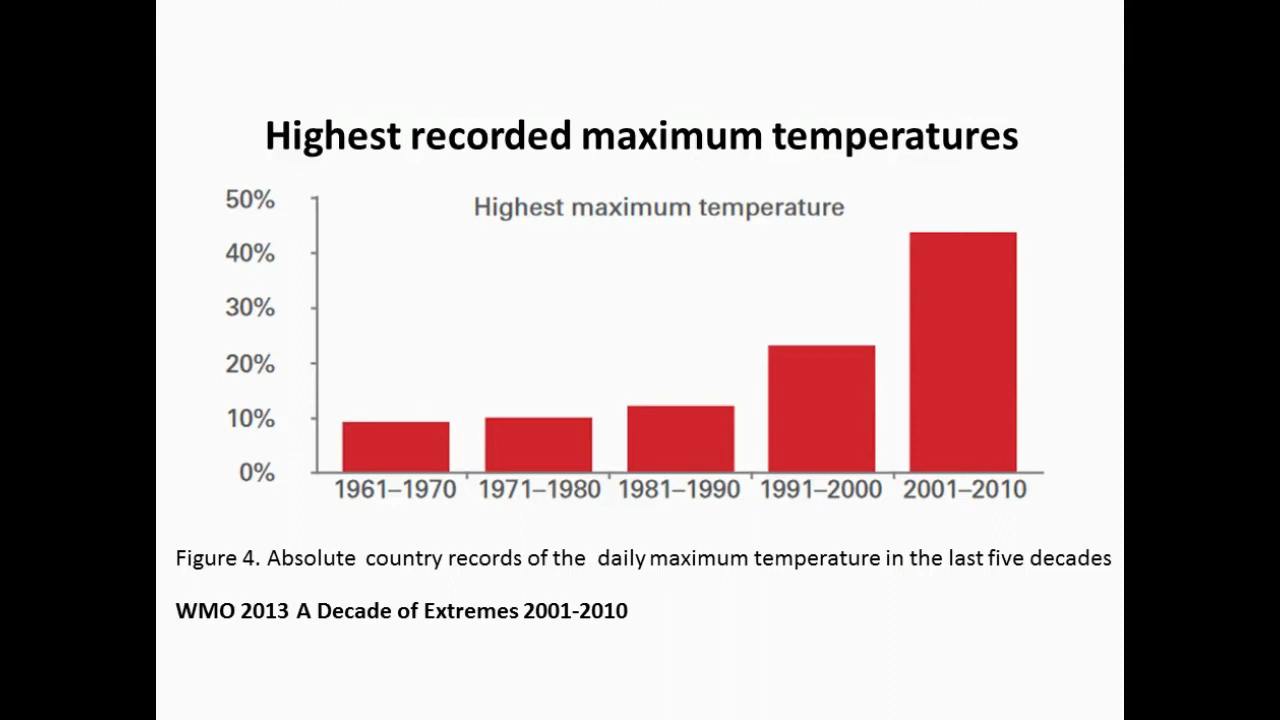 Highest recorded maximum temperatures
Highest maximum temperature
50%
40%
30%
20%
10%
0%
1961–1970 1971–1980 1981–1990 1991–2000 2001–2010
Figure 4. Absolute country records of the daily maximum temperature in the last five decades
WMO 2013 A Decade of Extremes 2001-2010